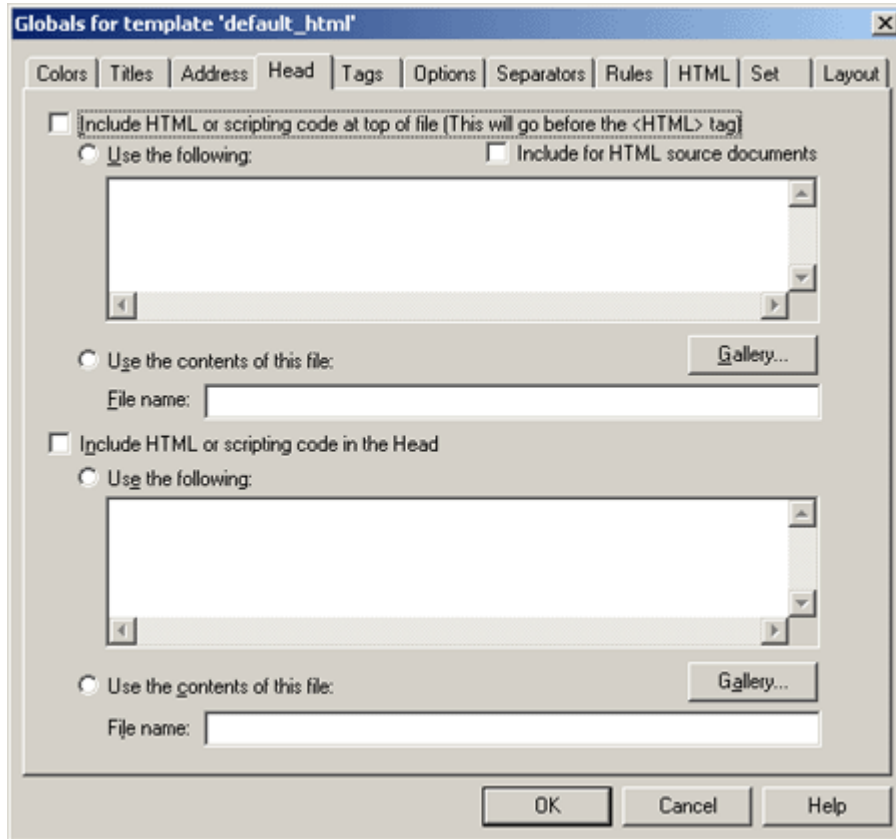 Globals for template 'default_html'
Colors Titles Address Head Tags Options Separators Rules HTML Set Layout
Include HTML or scripting code at top of file (This will go before the <HTML> tag)
Use the following: Include for HTML source documents
Use the contents of this file: Gallery...
File name:
Include HTML or scripting code in the Head
Use the following:
Use the contents of this file: Gallery...
File name:
OK Cancel Help